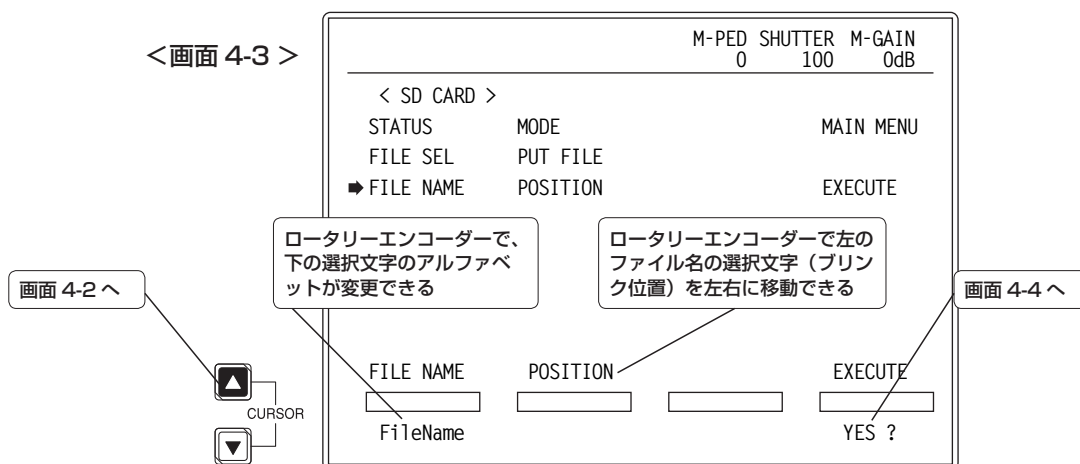 ＜画面 4-3 ＞
M-PED SHUTTER M-GAIN
0 100 0dB
< SD CARD >
STATUS MODE MAIN MENU
FILE SEL PUT FILE
➡ FILE NAME POSITION EXECUTE
ロータリーエンコーダーで、
下の選択文字のアルファベ
ットが変更できる
ロータリーエンコーダーで左の
ファイル名の選択文字（ブリン
ク位置）を左右に移動できる
画面 4-2 へ
画面 4-4 へ
FILE NAME POSITION EXECUTE
CURSOR
FileName YES ?